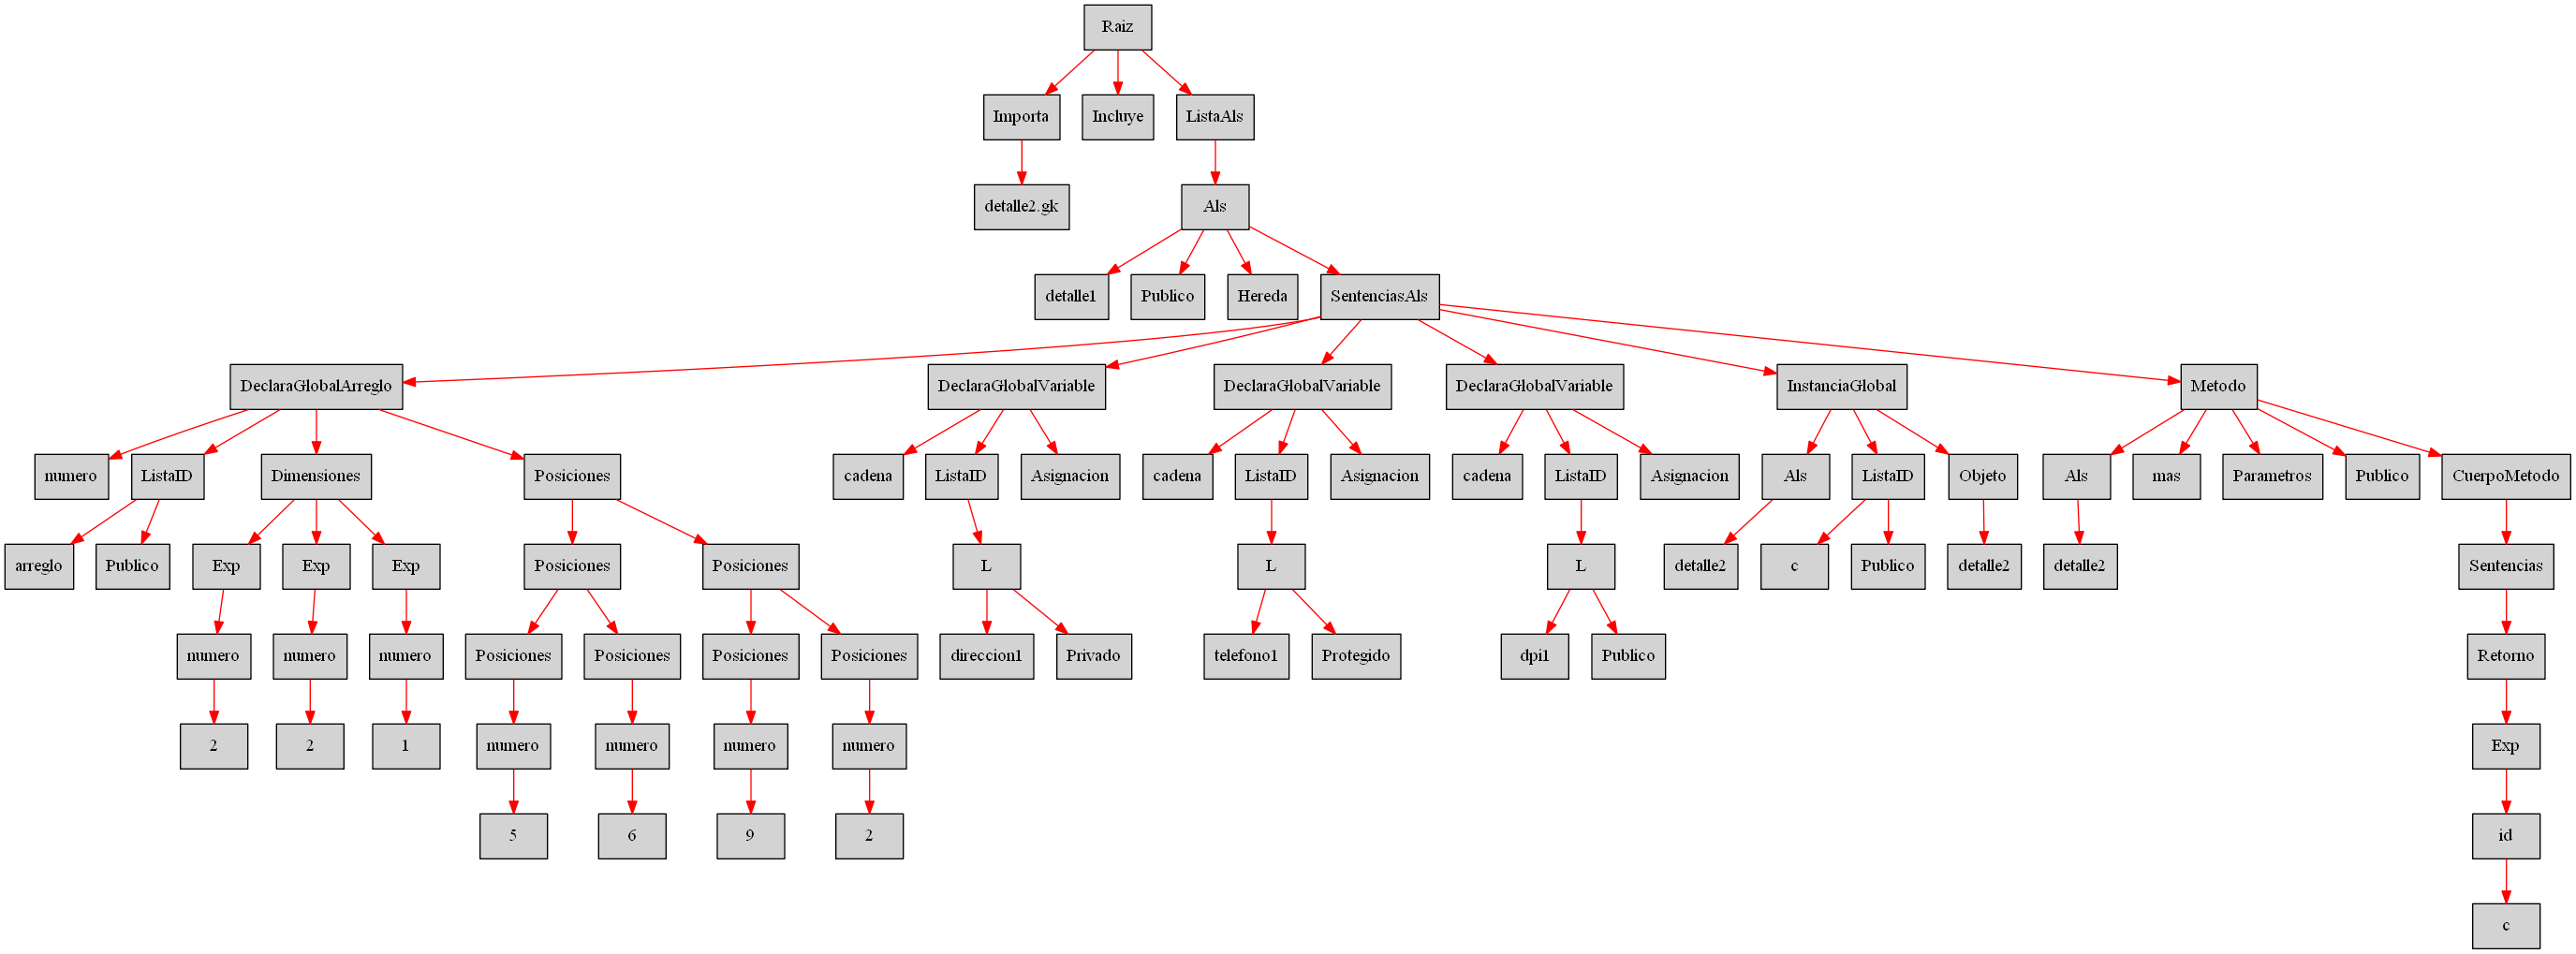 Raiz
Importa Incluye ListaAls
detalle2.gk Als
detalle1 Publico Hereda SentenciasAls
DeclaraGlobalArreglo DeclaraGlobalVariable DeclaraGlobalVariable DeclaraGlobalVariable InstanciaGlobal Metodo
numero ListaID Dimensiones Posiciones cadena ListaID Asignacion cadena ListaID Asignacion cadena ListaID Asignacion Als ListaID Objeto Als mas Parametros Publico CuerpoMetodo
arreglo Publico Exp Exp Exp Posiciones Posiciones L L L detalle2 c Publico detalle2 detalle2 Sentencias
numero numero numero Posiciones Posiciones Posiciones Posiciones direccion1 Privado telefono1 Protegido dpi1 Publico Retorno
2 2 1 numero numero numero numero Exp
5 6 9 2 id
c